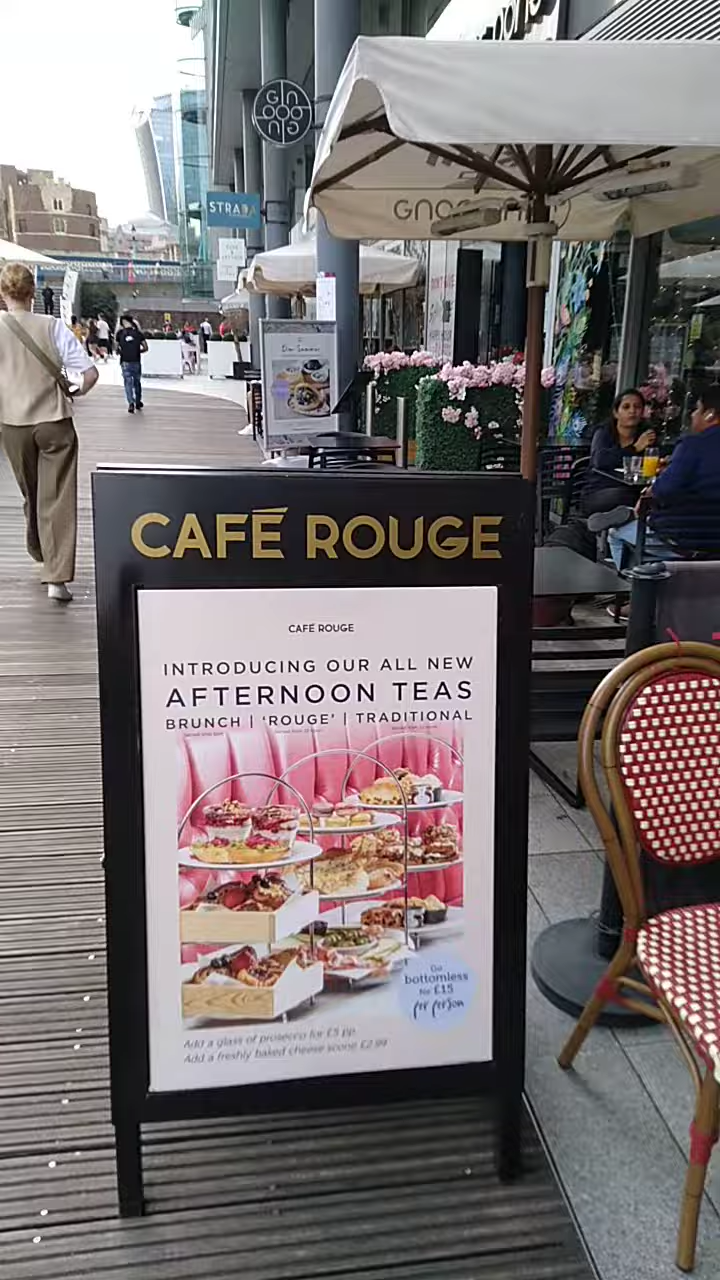 STRADA
CAFÉ ROUGE
CAFÉ ROUGE
INTRODUCING OUR ALL NEW
AFTERNOON TEAS
BRUNCH | 'ROUGE' | TRADITIONAL
Go
bottomless
for £15
per person
Add a glass of prosecco for £5 pp
Add a freshly baked cheese scone £2.99